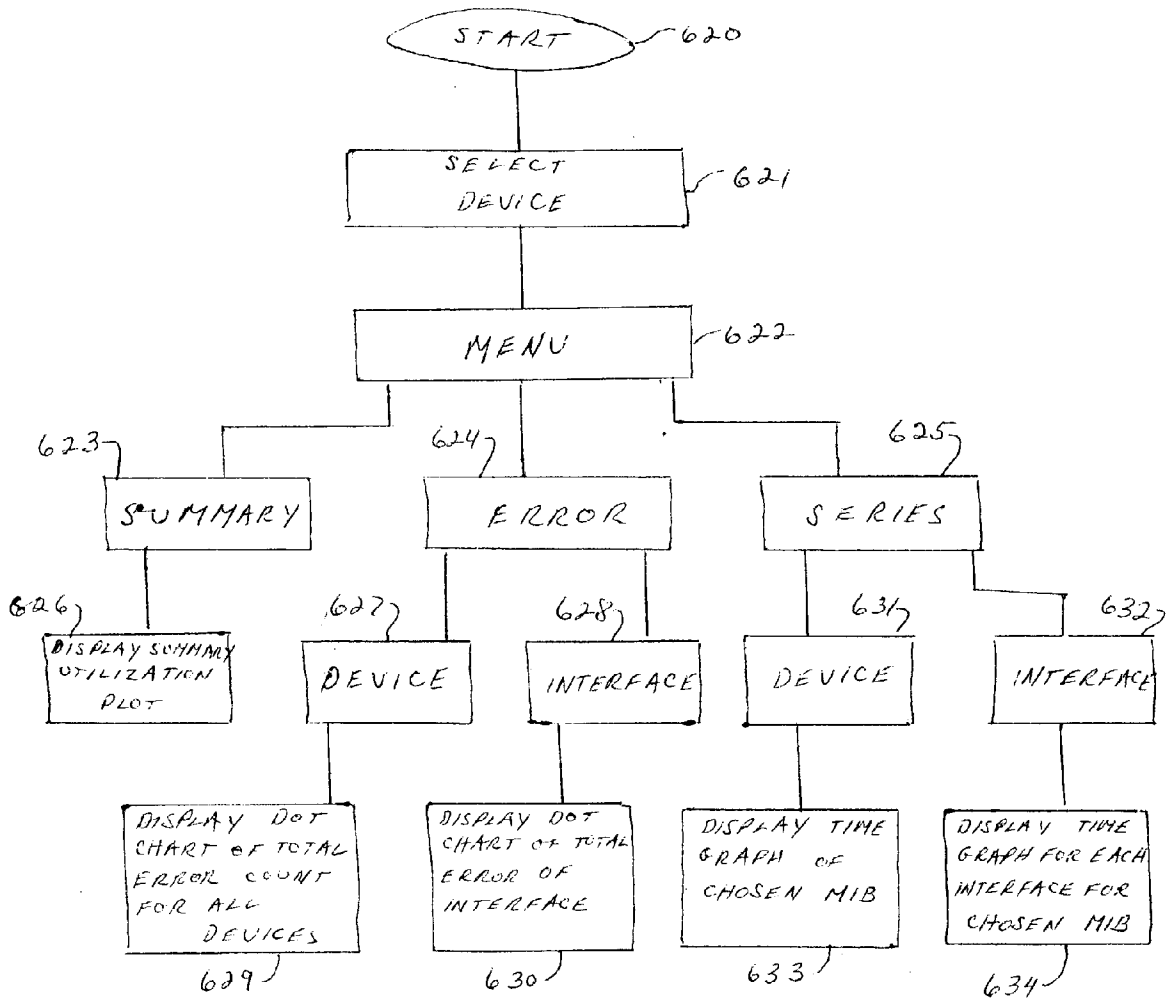 START
620
SELECT
DEVICE
621
MENU
622
623
624
625
SUMMARY
ERROR
SERIES
626
627
628
631
632
DISPLAY SUMMARY
UTILIZATION
PLOT
DEVICE
INTERFACE
DEVICE
INTERFACE
DISPLAY DOT
CHART OF TOTAL
ERROR COUNT
FOR ALL
DEVICES
DISPLAY DOT
CHART OF TOTAL
ERROR OF
INTERFACE
DISPLAY TIME
GRAPH OF
CHOSEN MIB
DISPLAY TIME
GRAPH FOR EACH
INTERFACE FOR
CHOSEN MIB
629
630
633
634